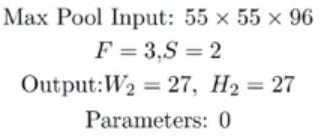 Max Pool Input: 55 × 55 × 96
F = 3,S = 2
Output:W₂ = 27, H₂ = 27
Parameters: 0